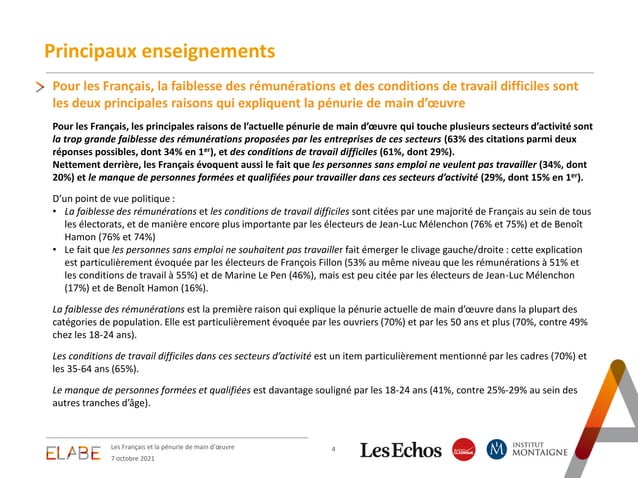 Principaux enseignements
Pour les Français, la faiblesse des rémunérations et des conditions de travail difficiles sont
les deux principales raisons qui expliquent la pénurie de main d’œuvre
Pour les Français, les principales raisons de l’actuelle pénurie de main d’œuvre qui touche plusieurs secteurs d’activité sont
la trop grande faiblesse des rémunérations proposées par les entreprises de ces secteurs (63% des citations parmi deux
réponses possibles, dont 34% en 1er), et des conditions de travail difficiles (61%, dont 29%).
Nettement derrière, les Français évoquent aussi le fait que les personnes sans emploi ne veulent pas travailler (34%, dont
20%) et le manque de personnes formées et qualifiées pour travailler dans ces secteurs d’activité (29%, dont 15% en 1er).
D’un point de vue politique :
• La faiblesse des rémunérations et les conditions de travail difficiles sont citées par une majorité de Français au sein de tous
les électorats, et de manière encore plus importante par les électeurs de Jean-Luc Mélenchon (76% et 75%) et de Benoît
Hamon (76% et 74%)
• Le fait que les personnes sans emploi ne souhaitent pas travailler fait émerger le clivage gauche/droite : cette explication
est particulièrement évoquée par les électeurs de François Fillon (53% au même niveau que les rémunérations à 51% et
les conditions de travail à 55%) et de Marine Le Pen (46%), mais est peu citée par les électeurs de Jean-Luc Mélenchon
(17%) et de Benoît Hamon (16%).
La faiblesse des rémunérations est la première raison qui explique la pénurie actuelle de main d’œuvre dans la plupart des
catégories de population. Elle est particulièrement évoquée par les ouvriers (70%) et par les 50 ans et plus (70%, contre 49%
chez les 18-24 ans).
Les conditions de travail difficiles dans ces secteurs d’activité est un item particulièrement mentionné par les cadres (70%) et
les 35-64 ans (65%).
Le manque de personnes formées et qualifiées est davantage souligné par les 18-24 ans (41%, contre 25%-29% au sein des
autres tranches d’âge).
ELABE
Les Français et la pénurie de main d’œuvre
7 octobre 2021
4
Les Echos
INSTITUT
MONTAIGNE